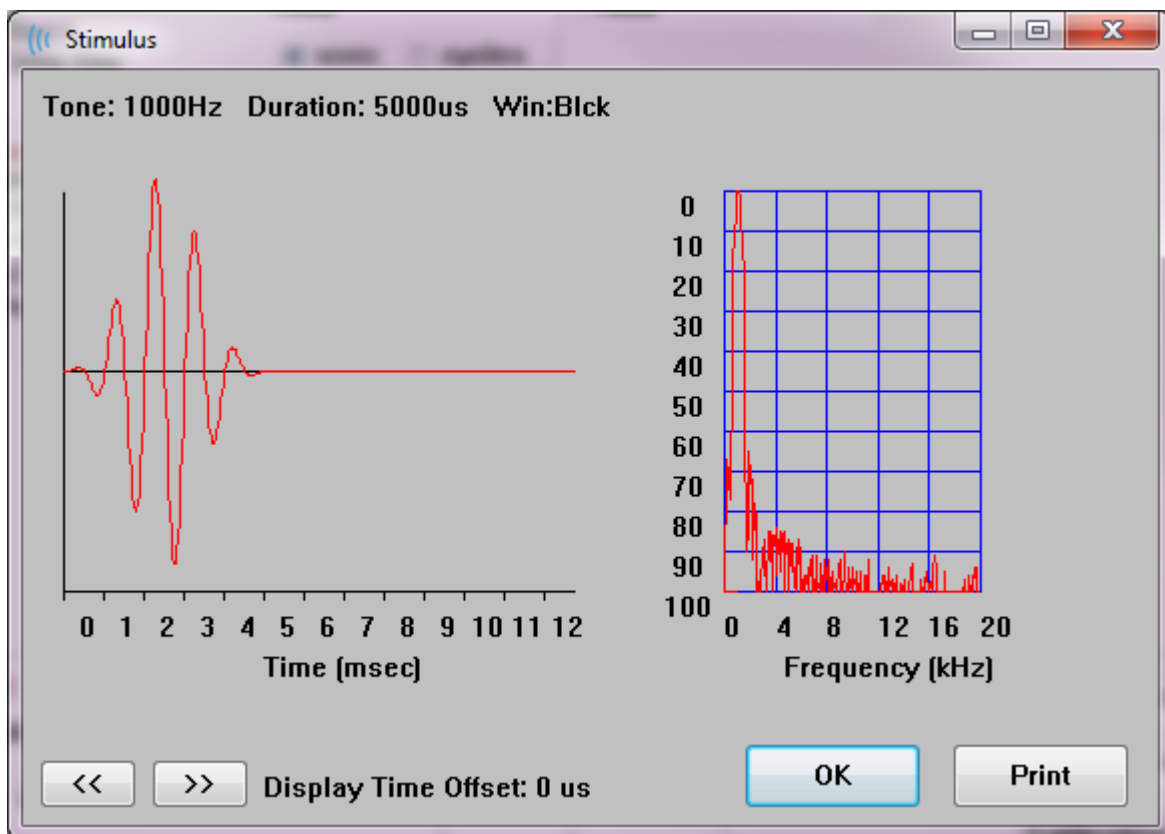 Stimulus
Tone: 1000Hz Duration: 5000us Win:Blck
0
10
20
30
40
50
60
70
80
90
100
0 1 2 3 4 5 6 7 8 9 10 11 12
Time (msec)
0 4 8 12 16 20
Frequency (kHz)
<< >> Display Time Offset: 0 us OK Print